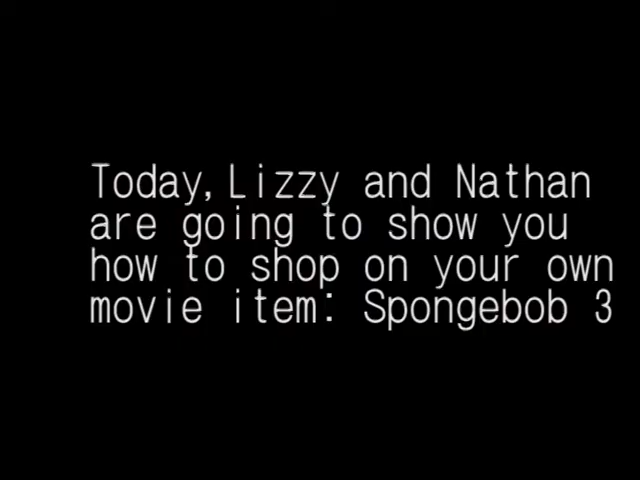 Today,Lizzy and Nathan
are going to show you
how to shop on your own
movie item: Spongebob 3